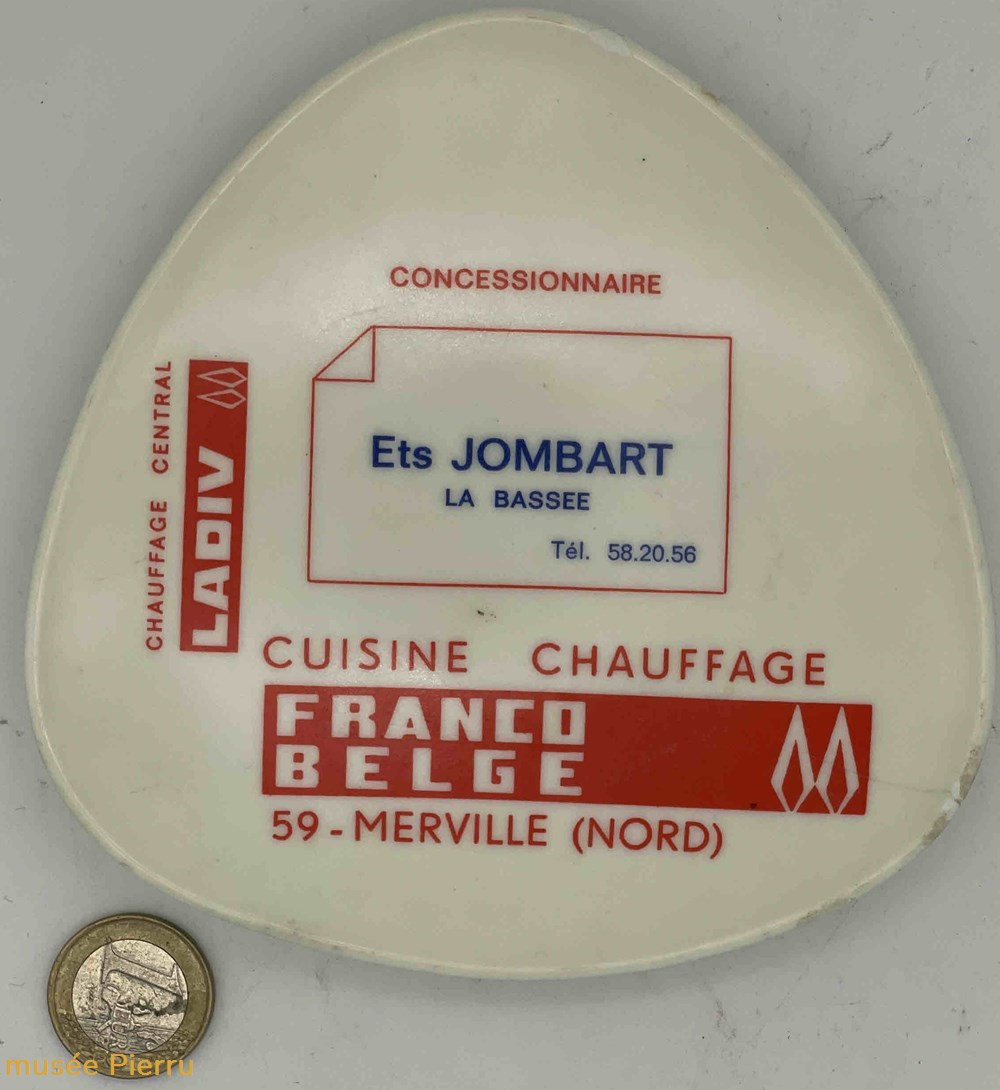 CONCESSIONNAIRE
Ets JOMBART
LA BASSEE
Tél. 58.20.56
CHAUFFAGE CENTRAL
LADIV
CUISINE CHAUFFAGE
FRANCO
BELGE
59 - MERVILLE (NORD)
1
musée Pierru